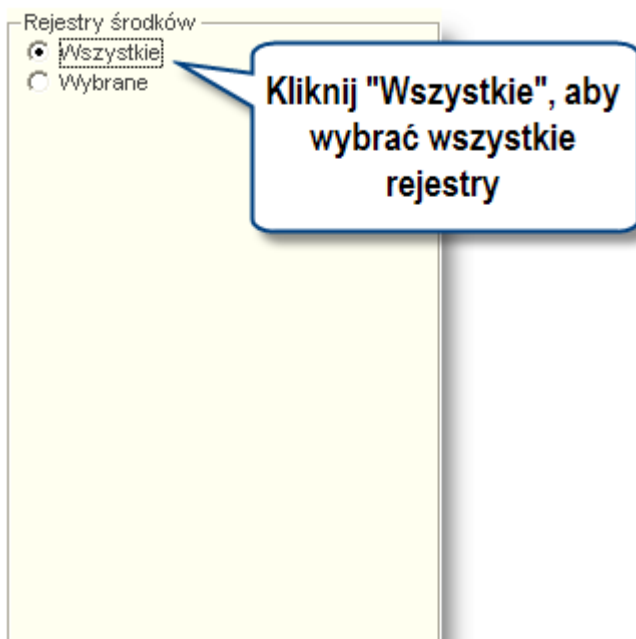 Rejestry środków
Wszystkie
Wybrane
Kliknij "Wszystkie", aby
wybrać wszystkie
rejestry